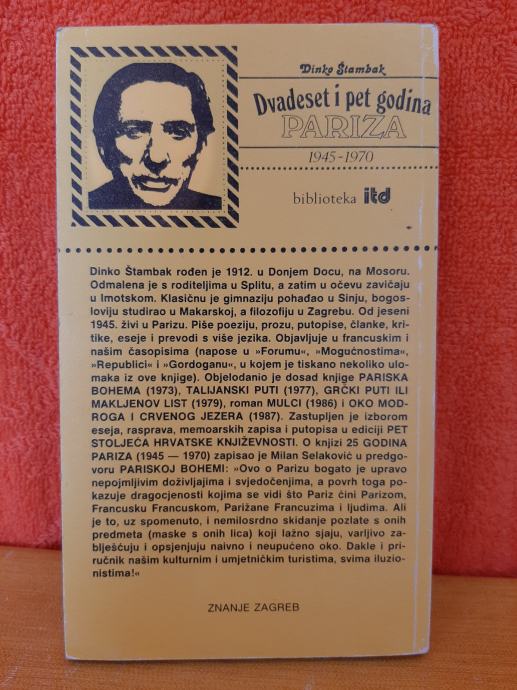 Dinko Štambak
Dvadeset i pet godina
PARIZA
1945-1970
biblioteka itd
Dinko Štambak rođen je 1912. u Donjem Docu, na Mosoru.
Odmalena je s roditeljima u Splitu, a zatim u očevu zavičaju
u Imotskom. Klasičnu je gimnaziju pohađao u Sinju, bogos-
loviju studirao u Makarskoj, a filozofiju u Zagrebu. Od jeseni
1945. živi u Parizu. Piše poeziju, prozu, putopise, članke, kri-
tike, eseje i prevodi s više jezika. Objavljuje u francuskim i
našim časopisima (napose u »Forumu«, »Mogućnostima«,
»Republici« i »Gordoganu«, u kojem je tiskano nekoliko ulo-
maka iz ove knjige). Objelodanio je dosad knjige PARISKA
BOHEMA (1973), TALIJANSKI PUTI (1977), GRČKI PUTI ILI
MAKLJENOV LIST (1979), roman MULCI (1986) i OKO MOD-
ROGA I CRVENOG JEZERA (1987). Zastupljen je izborom
eseja, rasprava, memoarskih zapisa i putopisa u ediciji PET
STOLJEĆA HRVATSKE KNJIŽEVNOSTI. O knjizi 25 GODINA
PARIZA (1945 — 1970) zapisao je Milan Selaković u predgo-
voru PARISKOJ BOHEMI: »Ovo o Parizu bogato je upravo
nepojmljivim doživljajima i svjedočenjima, a povrh toga po-
kazuje dragocjenosti kojima se vidi što Pariz čini Parizom,
Francusku Francuskom, Parižane Francuzima i ljudima. Ali
je to, uz spomenuto, i nemilosrdno skidanje pozlate s onih
predmeta (maske s onih lica) koji lažno sjaju, varljivo za-
blješćuju i opsjenjuju naivno i neupućeno oko. Dakle i pri-
ručnik našim kulturnim i umjetničkim turistima, svima iluzio-
nistima!«
ZNANJE ZAGREB